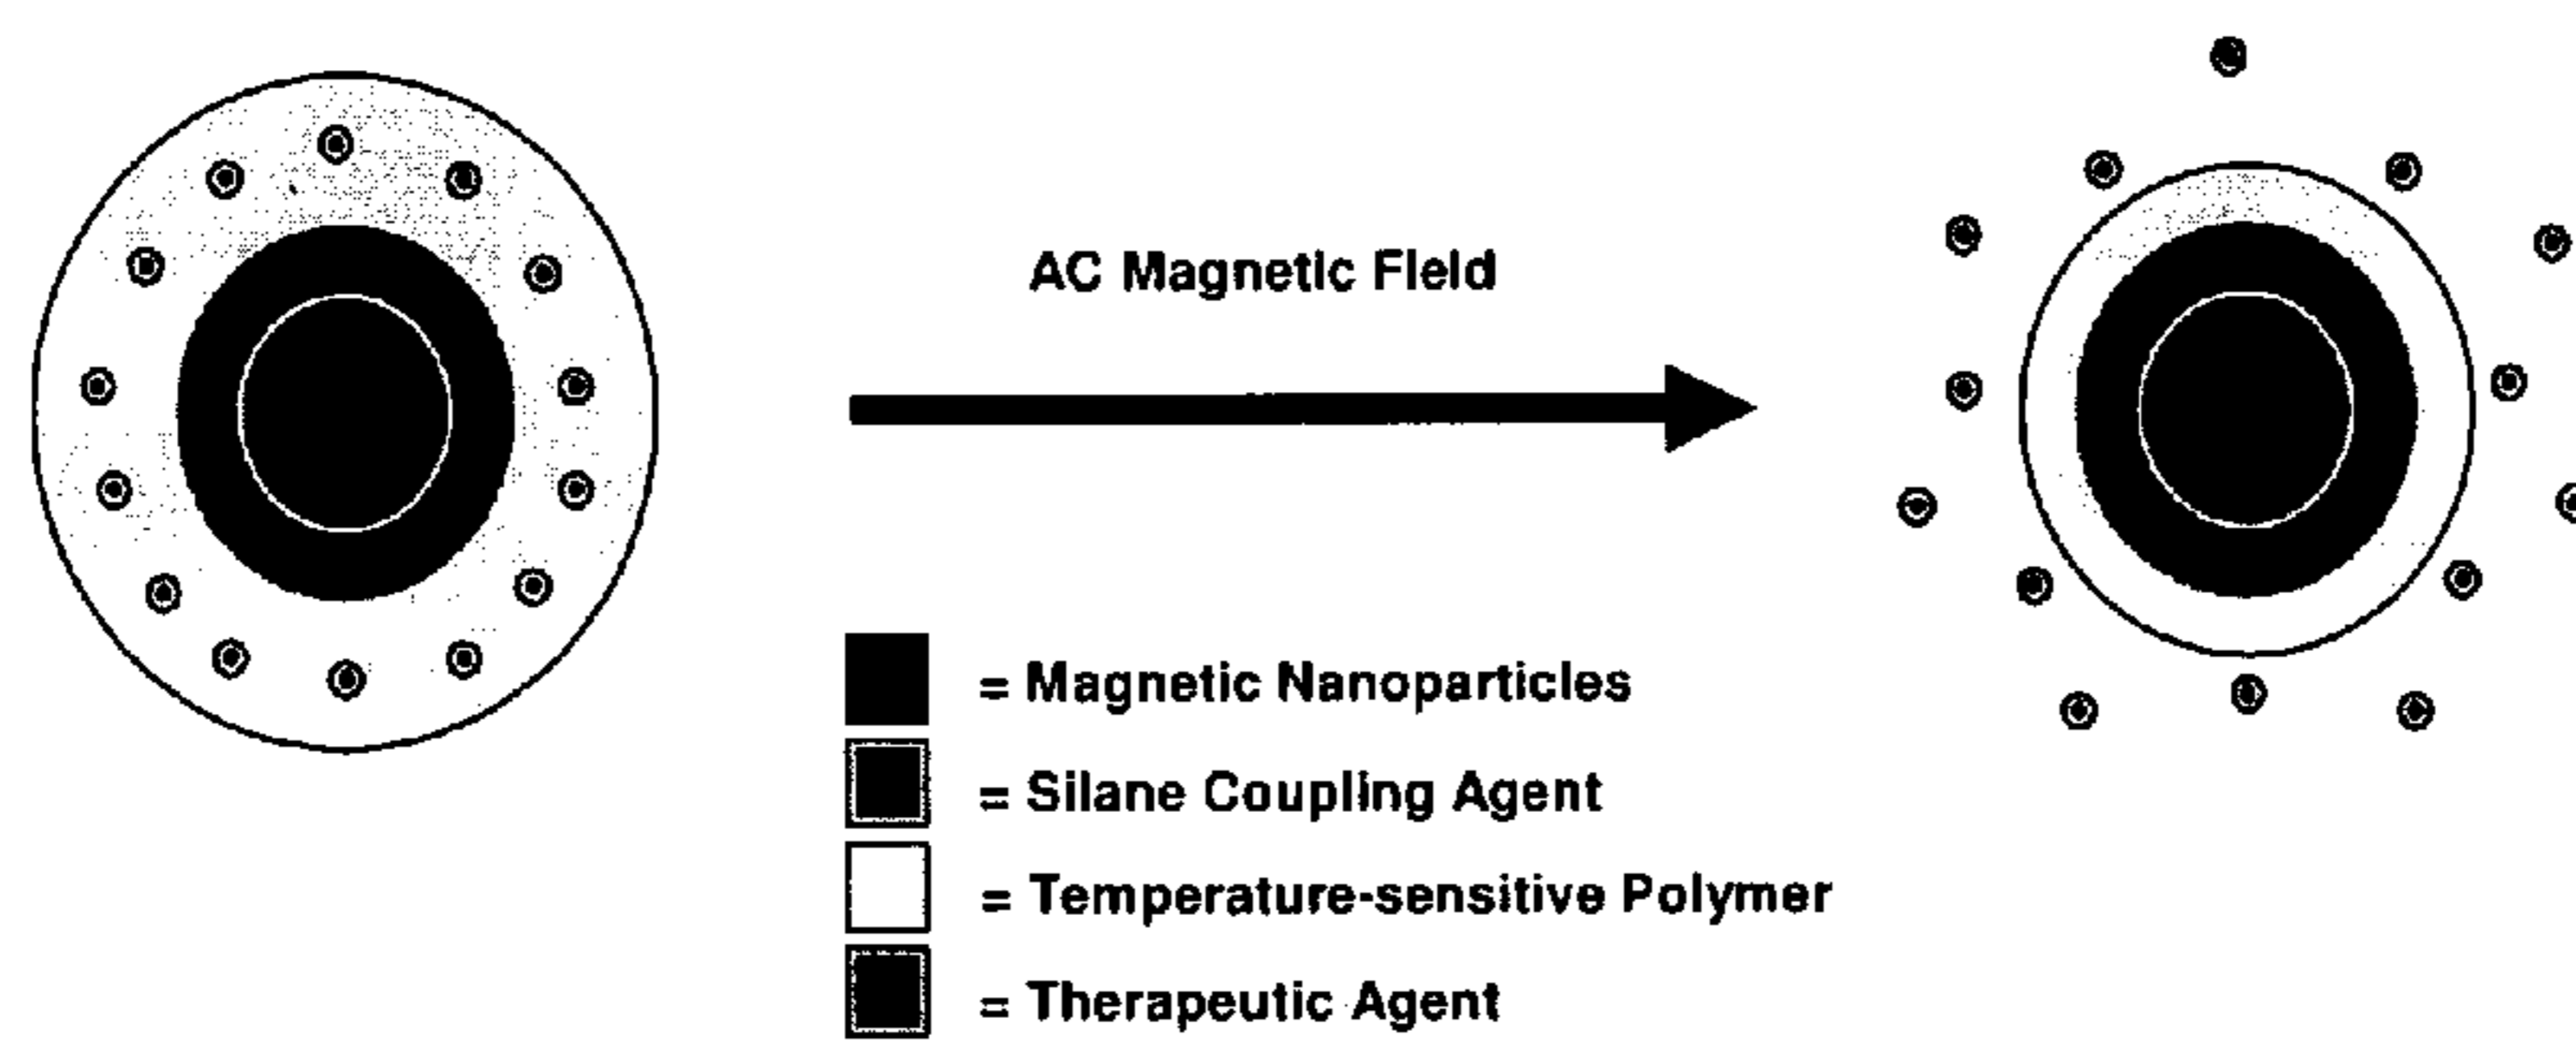 AC Magnetic Field
= Magnetic Nanoparticles
= Silane Coupling Agent
= Temperature-sensitive Polymer
= Therapeutic Agent